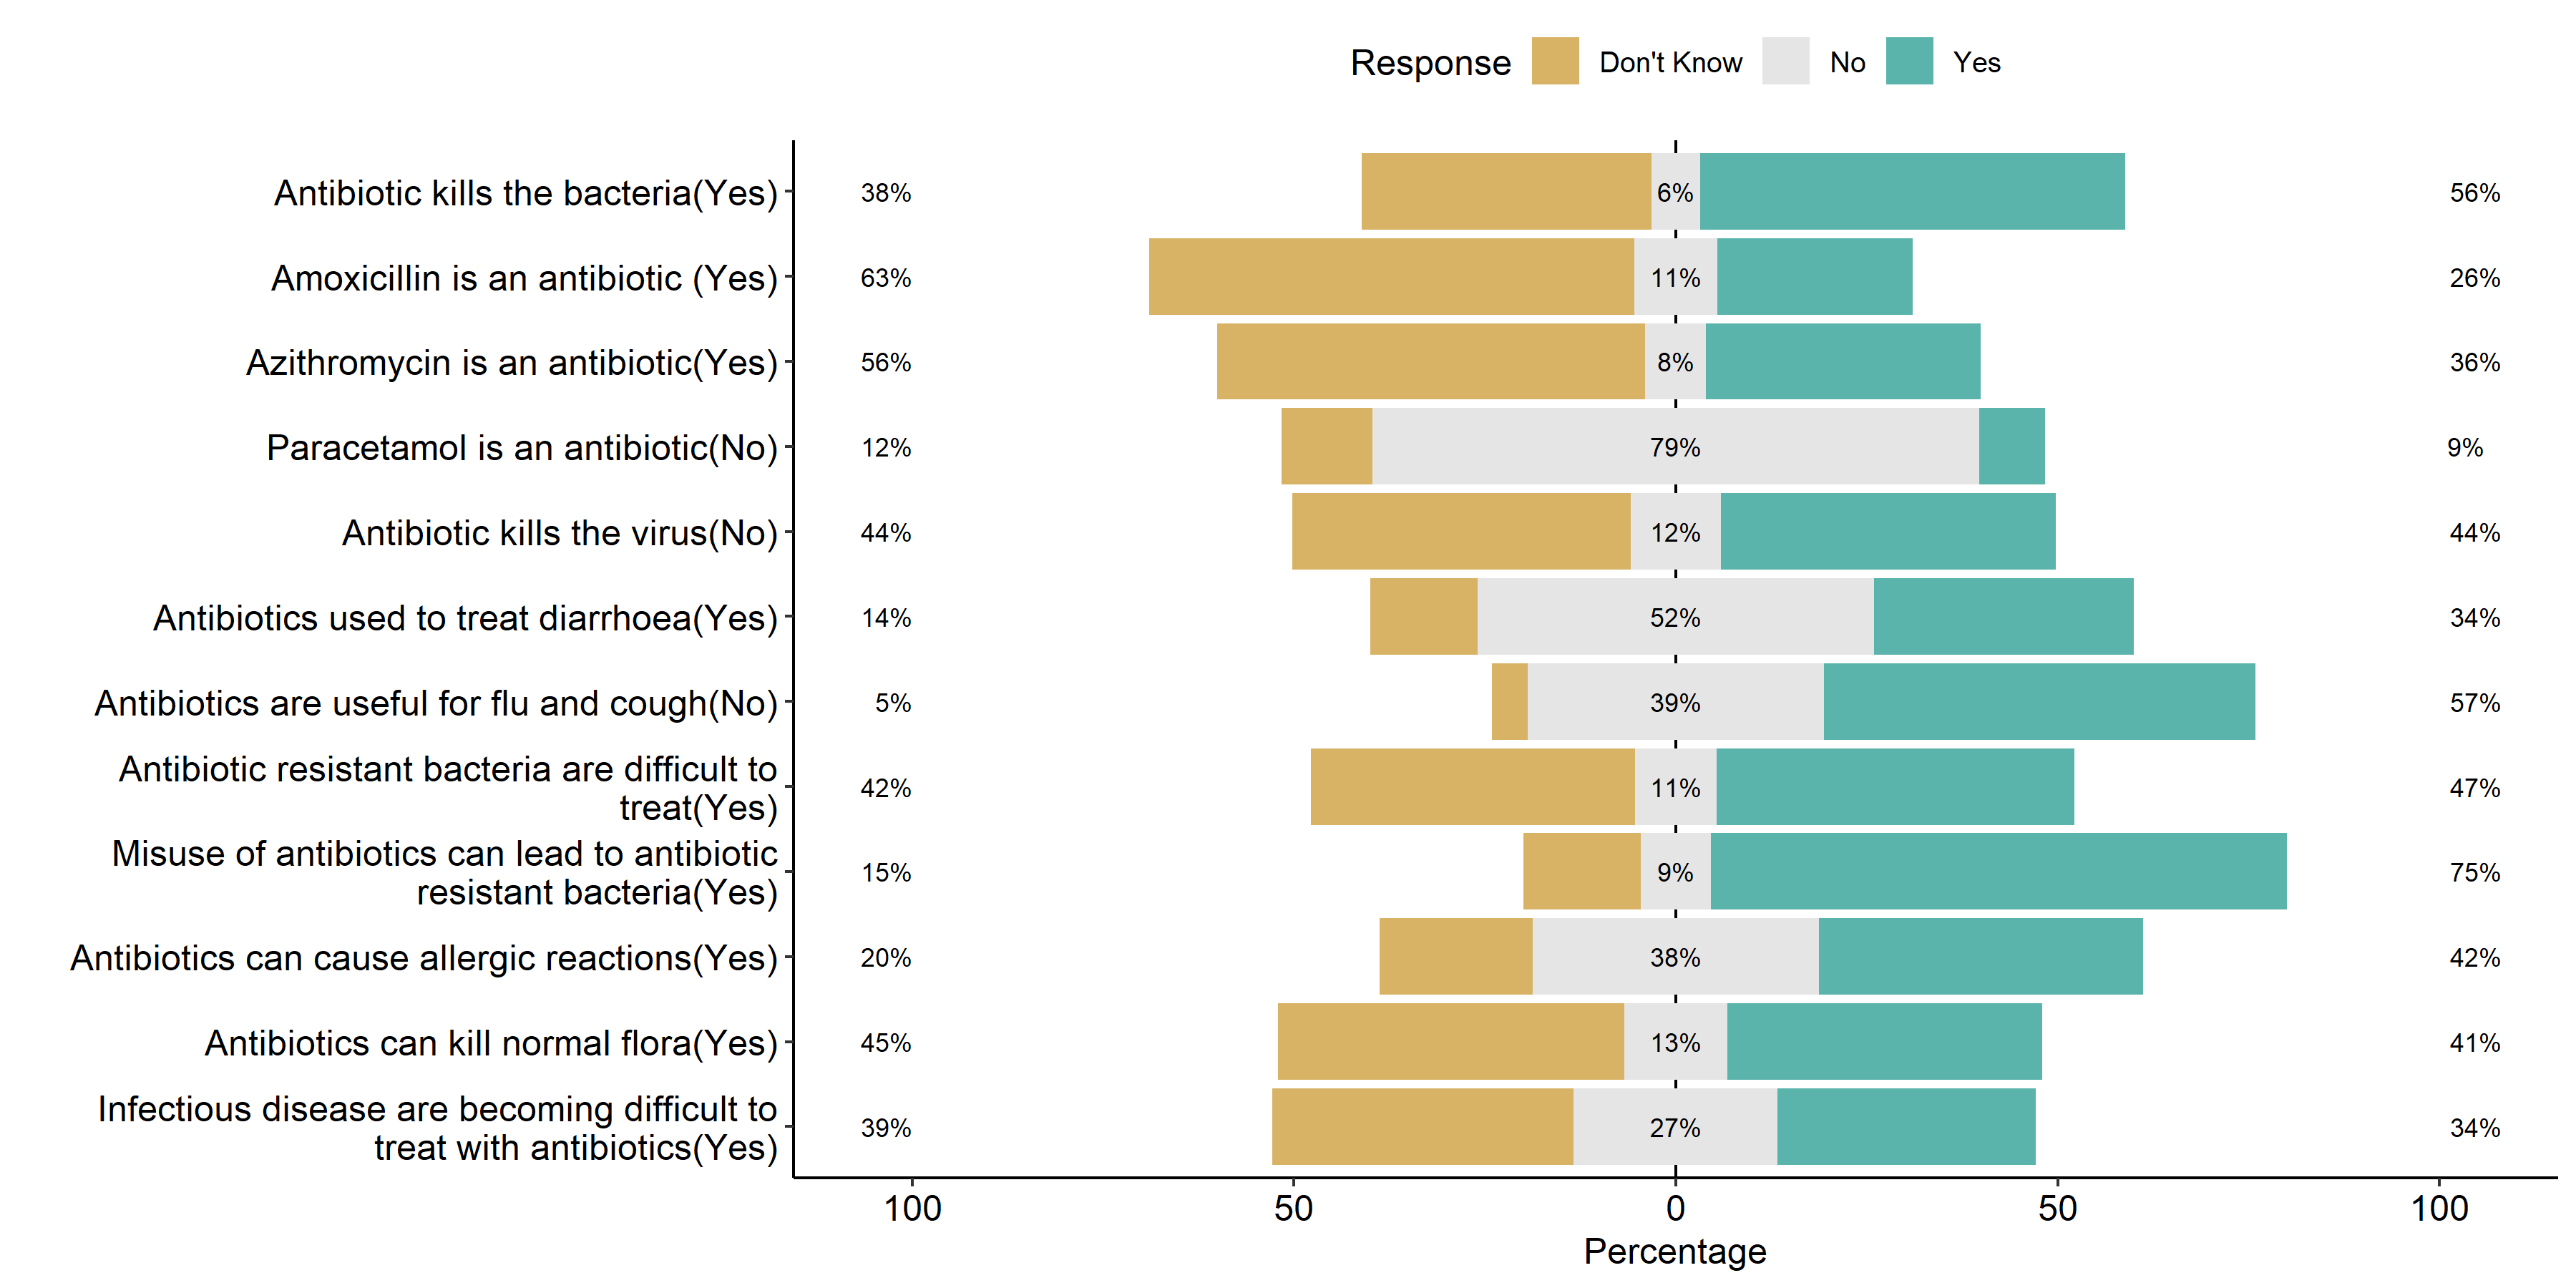 Response Don't Know No Yes
Antibiotic kills the bacteria(Yes) 38% 6% 56%
Amoxicillin is an antibiotic (Yes) 63% 11% 26%
Azithromycin is an antibiotic(Yes) 56% 8% 36%
Paracetamol is an antibiotic(No) 12% 79% 9%
Antibiotic kills the virus(No) 44% 12% 44%
Antibiotics used to treat diarrhoea(Yes) 14% 52% 34%
Antibiotics are useful for flu and cough(No) 5% 39% 57%
Antibiotic resistant bacteria are difficult to
treat(Yes) 42% 11% 47%
Misuse of antibiotics can lead to antibiotic
resistant bacteria(Yes) 15% 9% 75%
Antibiotics can cause allergic reactions(Yes) 20% 38% 42%
Antibiotics can kill normal flora(Yes) 45% 13% 41%
Infectious disease are becoming difficult to
treat with antibiotics(Yes) 39% 27% 34%
100 50 0 50 100
Percentage